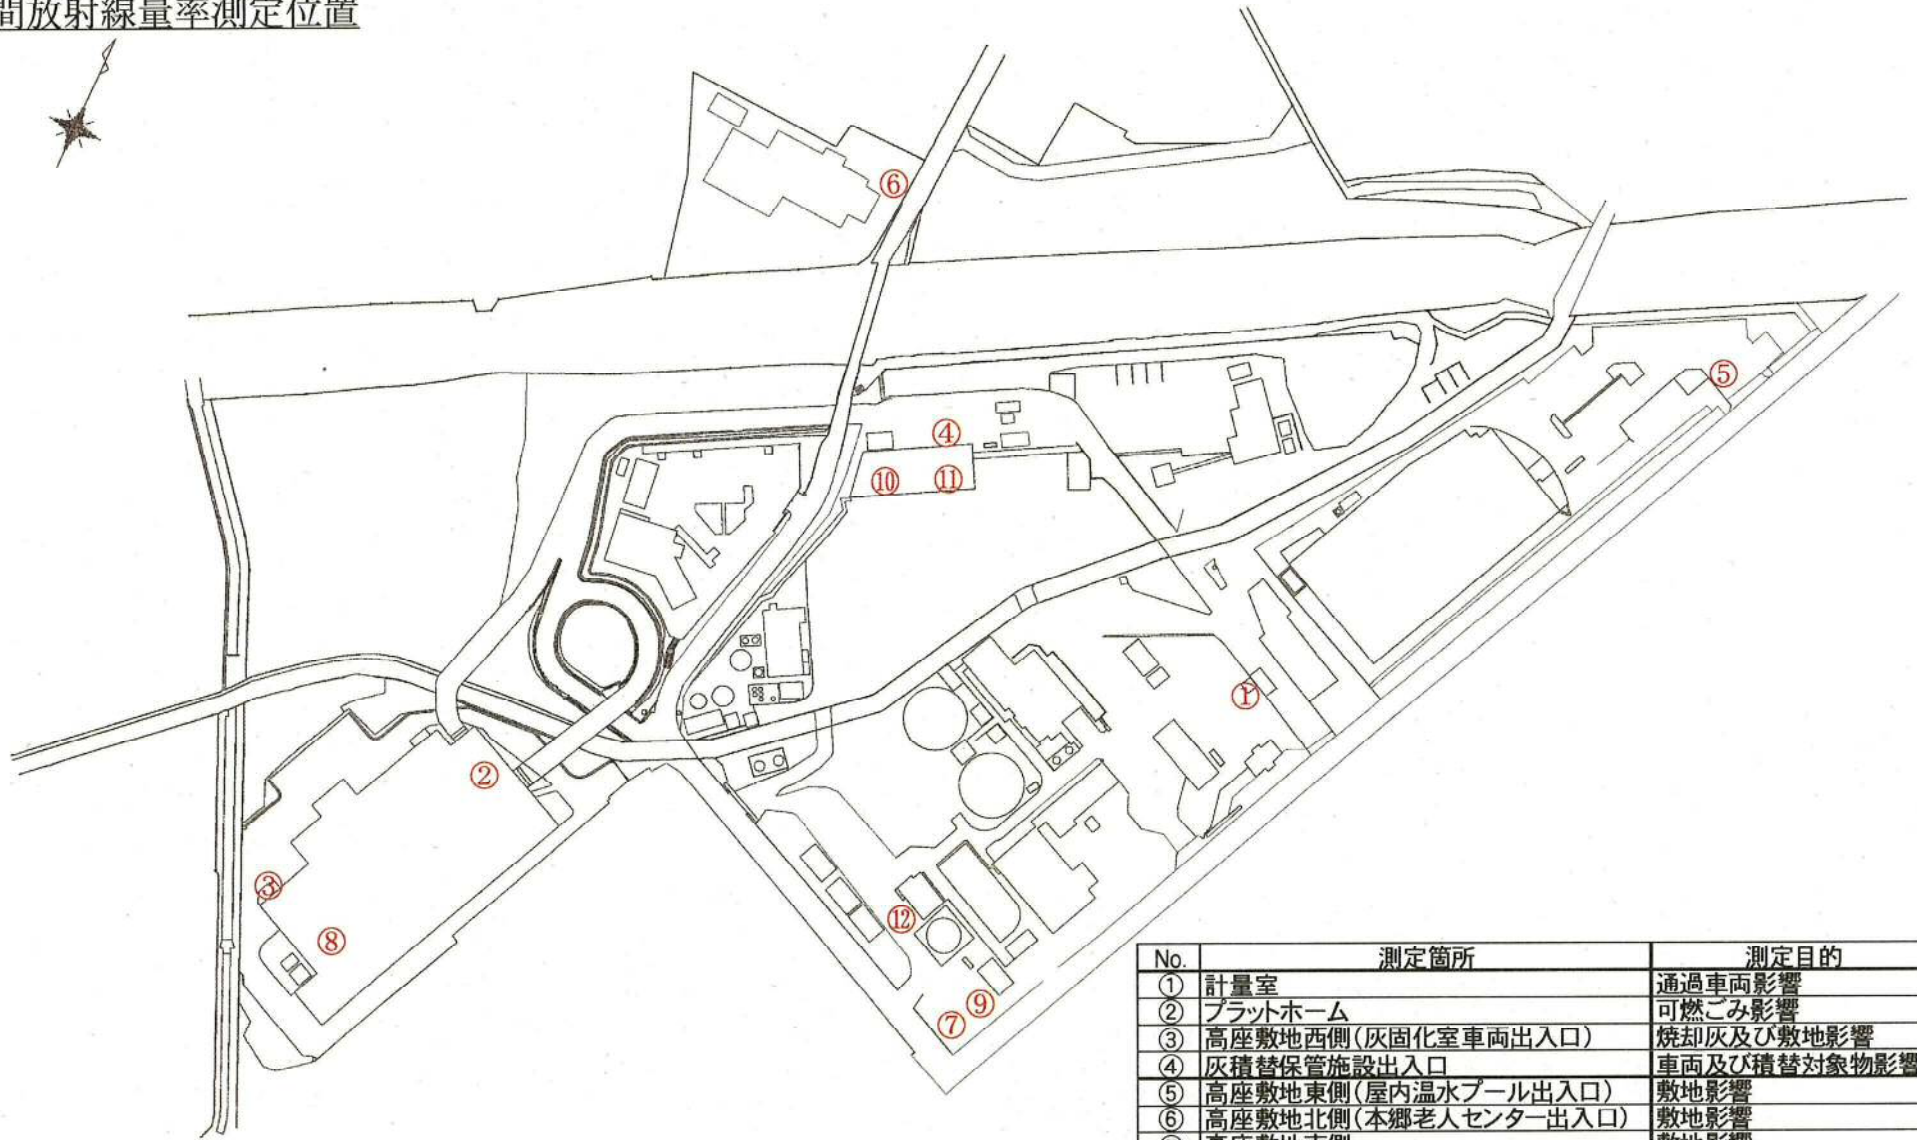 間放射線量率測定位置
⑥
⑤
④
⑩
⑪
①
②
③
⑧
⑫
⑨
⑦
No. 測定箇所 測定目的
① 計量室 通過車両影響
② プラットホーム 可燃ごみ影響
③ 高座敷地西側(灰固化室車両出入口) 焼却灰及び敷地影響
④ 灰積替保管施設出入口 車両及び積替対象物影響
⑤ 高座敷地東側(屋内温水プール出入口) 敷地影響
⑥ 高座敷地北側(本郷老人センター出入口) 敷地影響